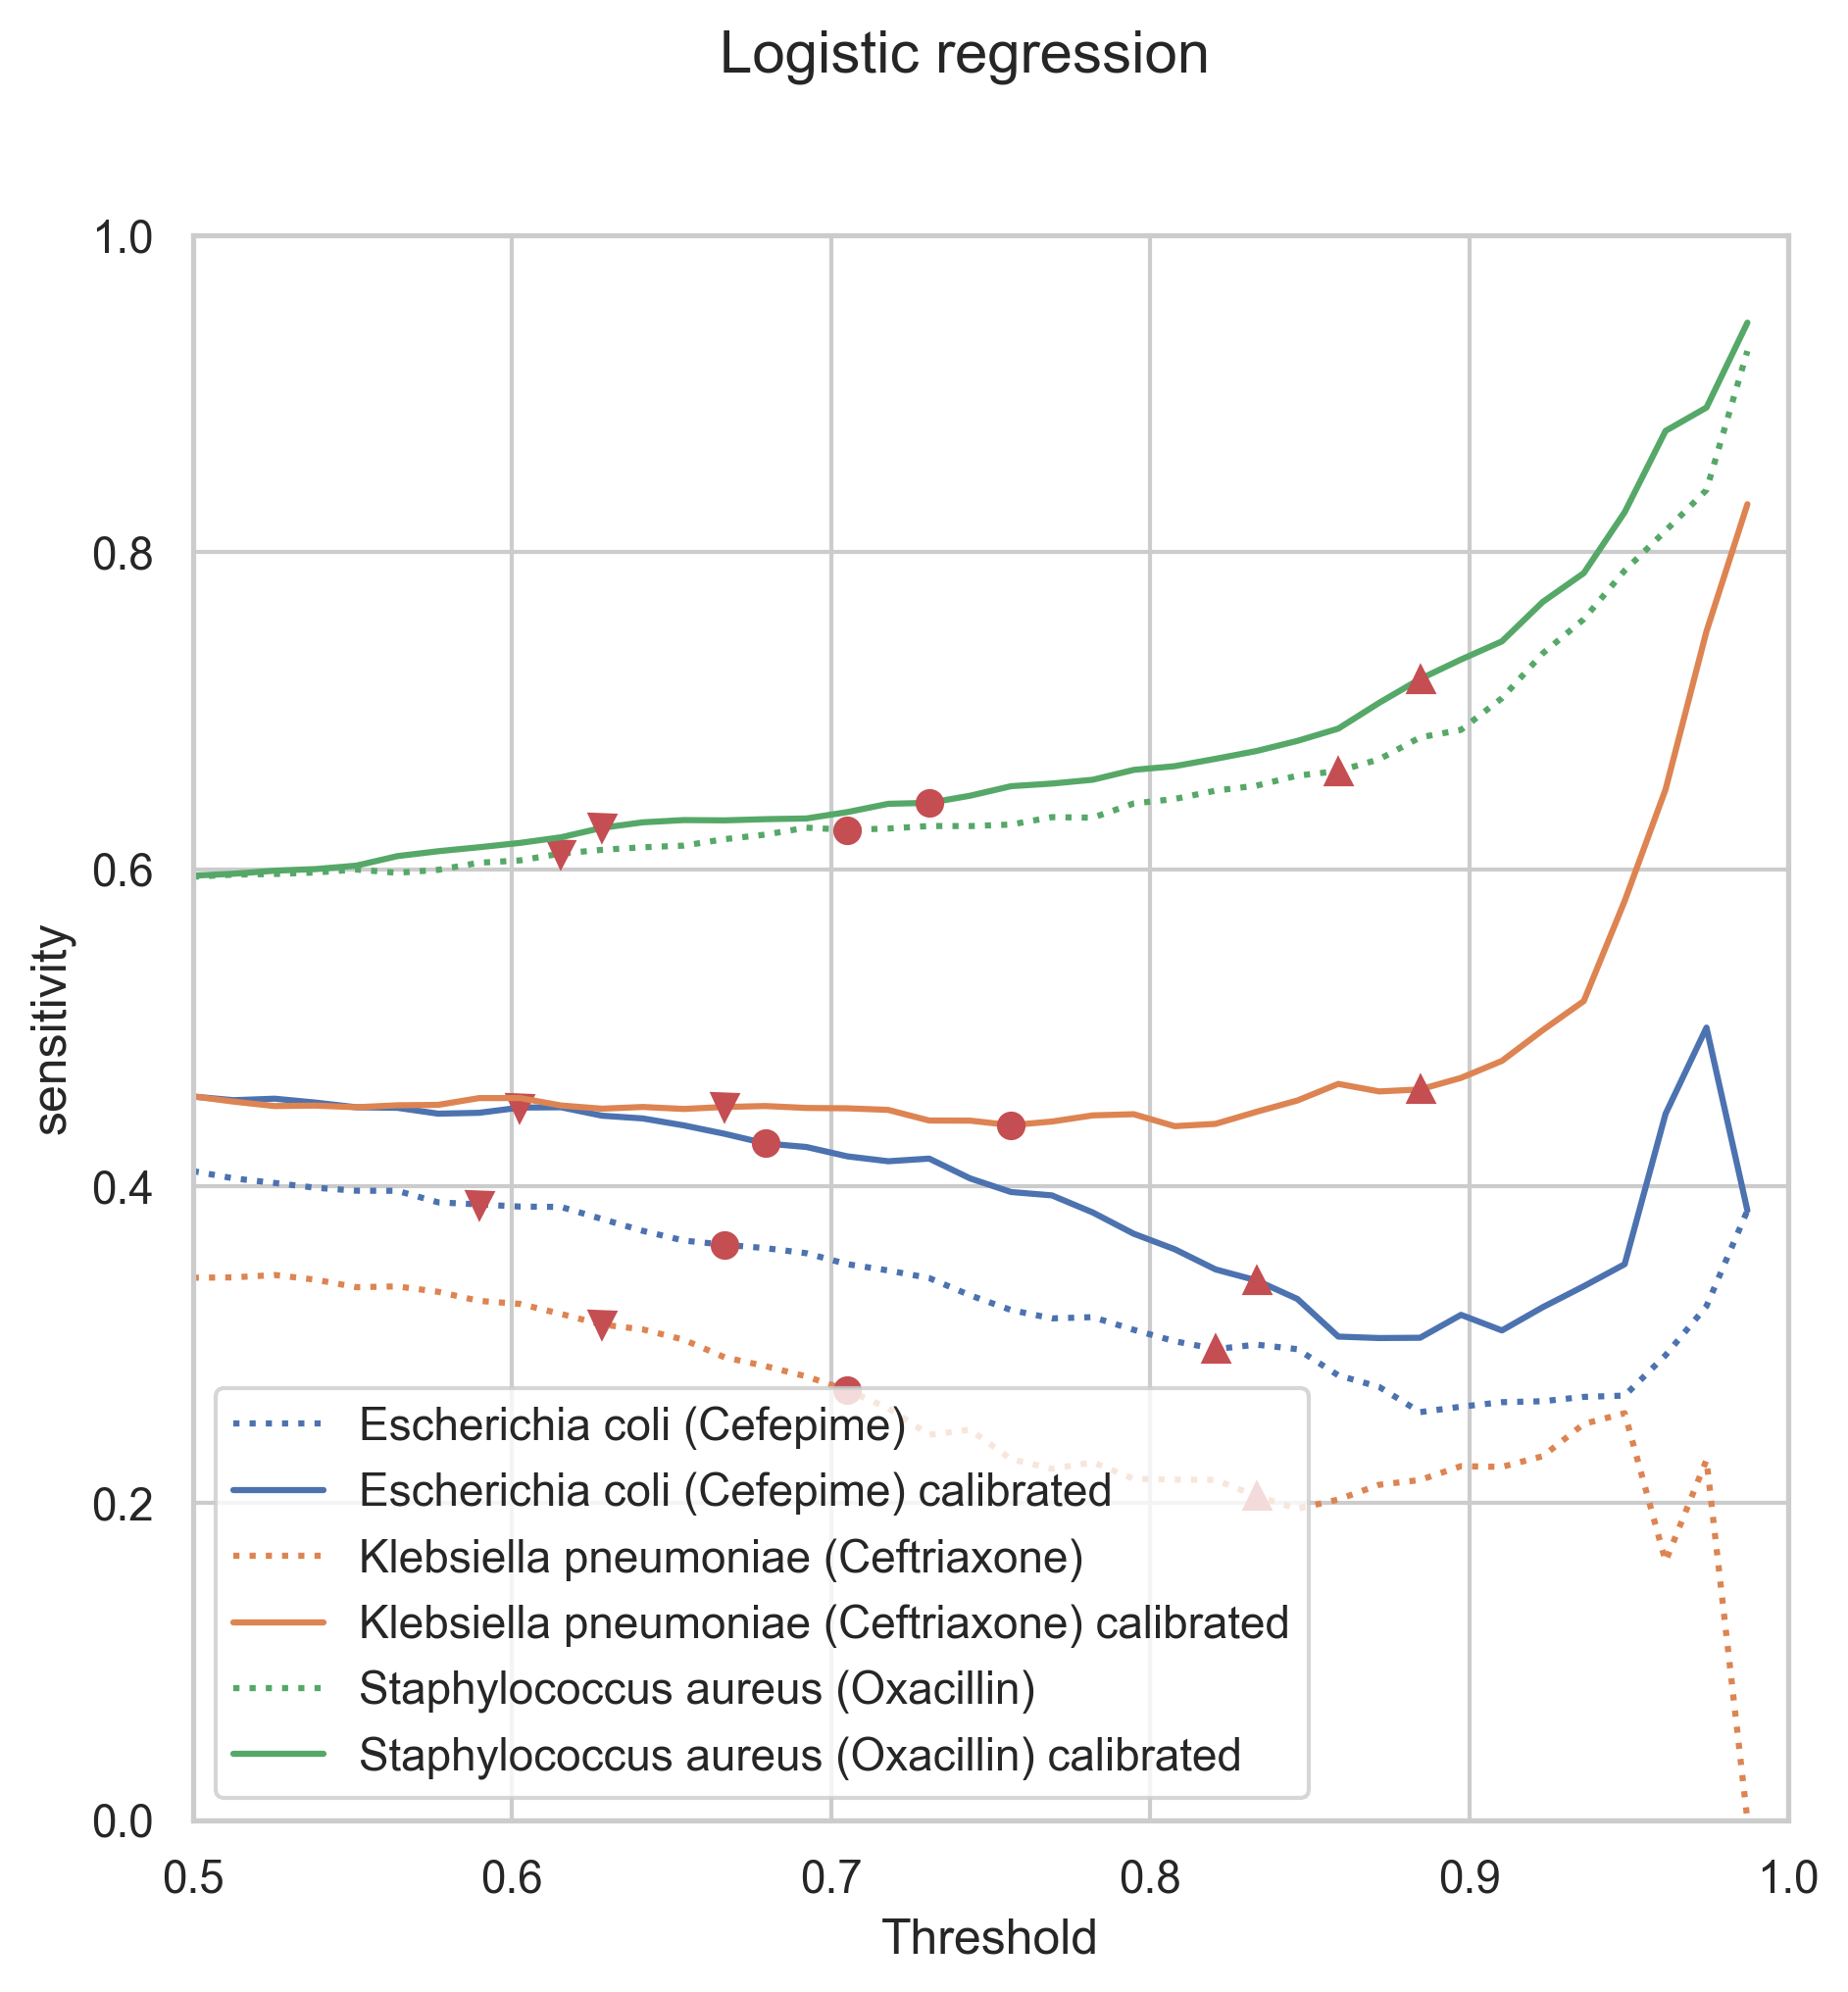 Logistic regression
1.0
0.8
0.6
0.4
0.2
0.0
sensitivity
Escherichia coli (Cefepime)
Escherichia coli (Cefepime) calibrated
Klebsiella pneumoniae (Ceftriaxone)
Klebsiella pneumoniae (Ceftriaxone) calibrated
Staphylococcus aureus (Oxacillin)
Staphylococcus aureus (Oxacillin) calibrated
0.5 0.6 0.7 0.8 0.9 1.0
Threshold